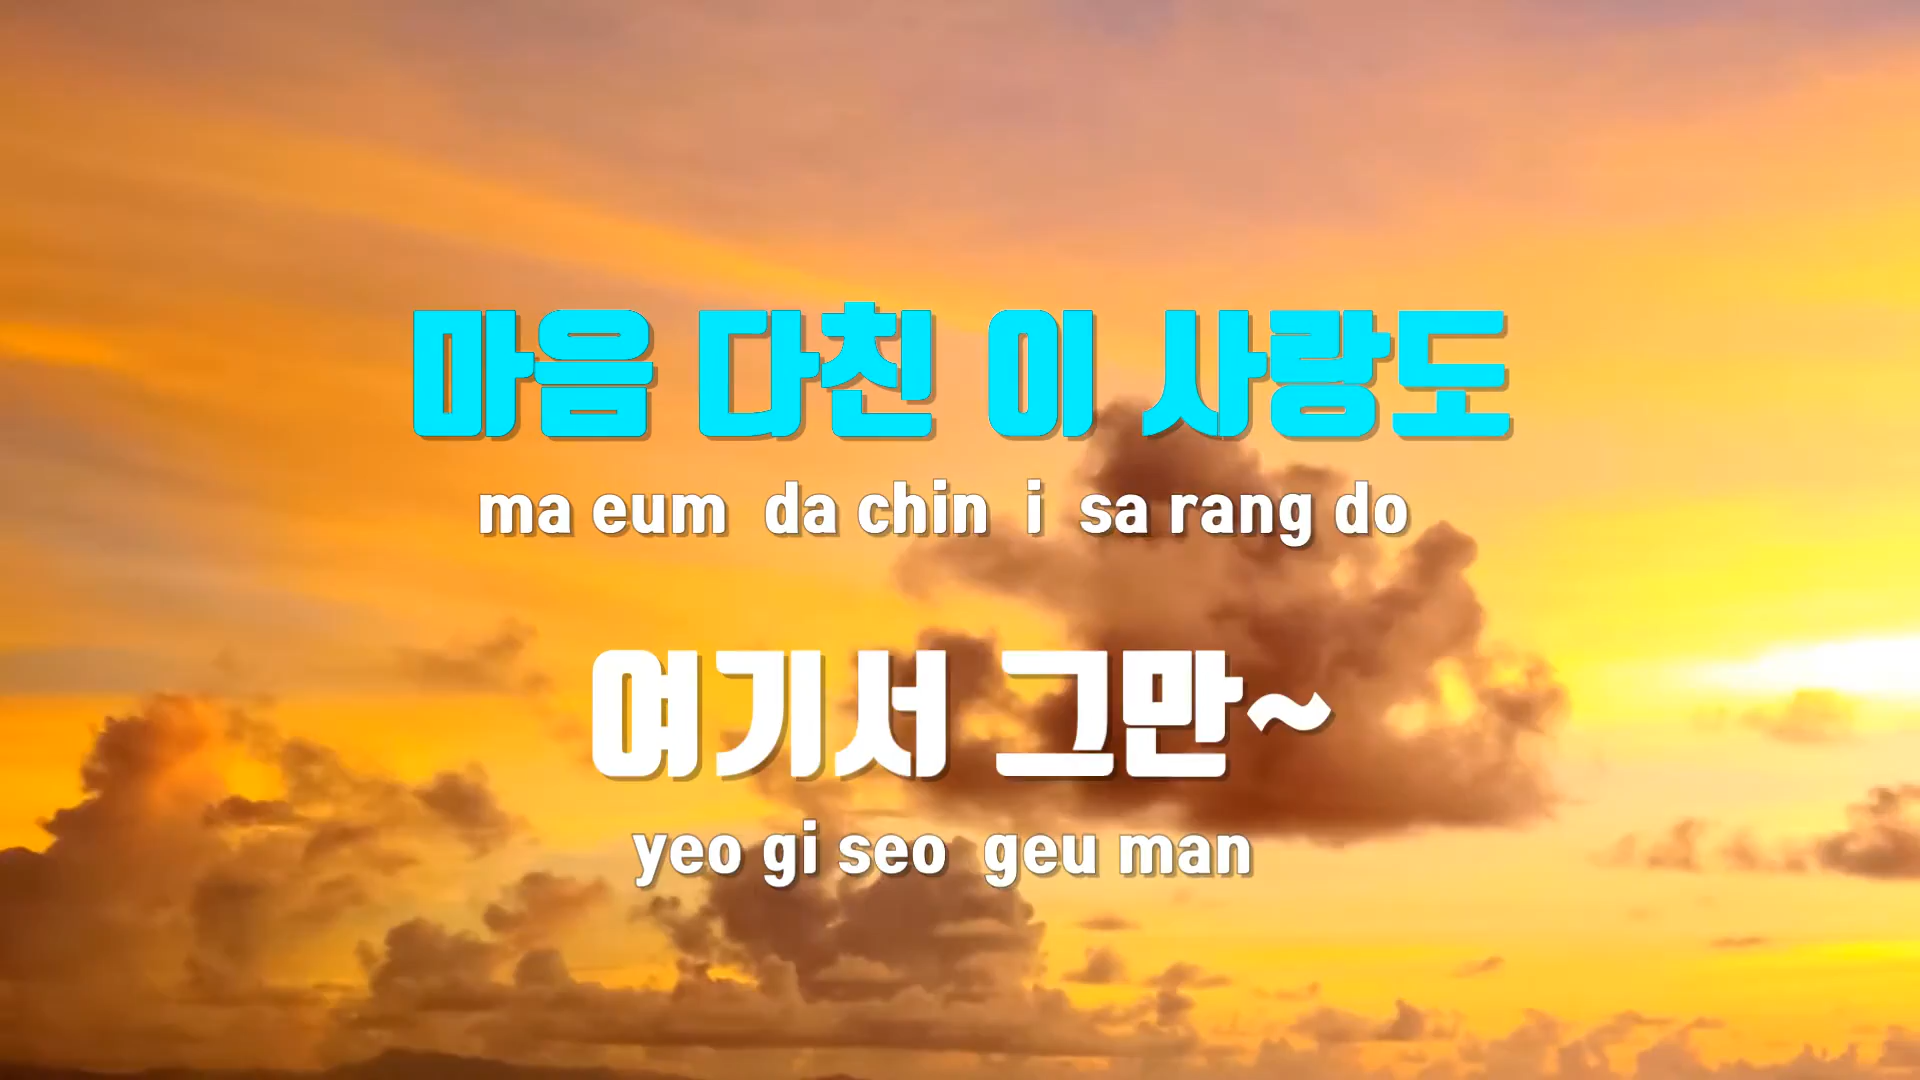 마음 다친 이 사랑도
ma eum da chin i sa rang do
여기서 그만~
yeo gi seo geu man